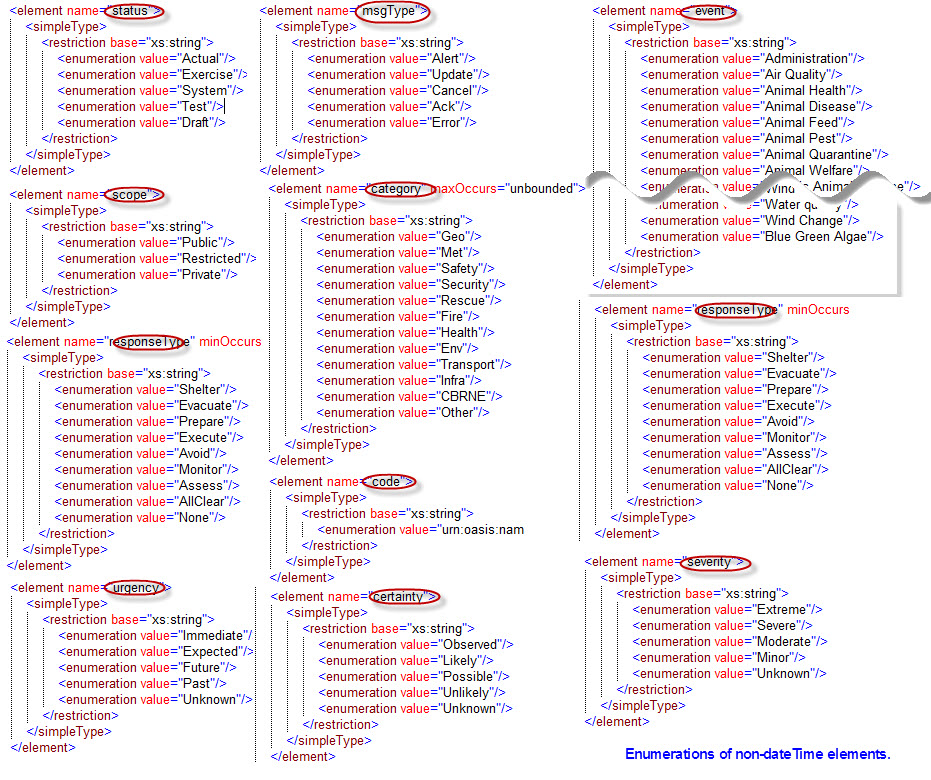 <element name="status">
<simpleType>
<restriction base="xs:string">
<enumeration value="Actual"/>
<enumeration value="Exercise"/>
<enumeration value="System"/>
<enumeration value="Test"/>
<enumeration value="Draft"/>
</restriction>
</simpleType>
</element>
<element name="scope">
<simpleType>
<restriction base="xs:string">
<enumeration value="Public"/>
<enumeration value="Restricted"/>
<enumeration value="Private"/>
</restriction>
</simpleType>
</element>
<element name="responseType" minOccurs
<simpleType>
<restriction base="xs:string">
<enumeration value="Shelter"/>
<enumeration value="Evacuate"/>
<enumeration value="Prepare"/>
<enumeration value="Execute"/>
<enumeration value="Avoid"/>
<enumeration value="Monitor"/>
<enumeration value="Assess"/>
<enumeration value="AllClear"/>
<enumeration value="None"/>
</restriction>
</simpleType>
</element>
<element name="urgency">
<simpleType>
<restriction base="xs:string">
<enumeration value="Immediate"/
<enumeration value="Expected"/>
<enumeration value="Future"/>
<enumeration value="Past"/>
<enumeration value="Unknown"/>
</restriction>
</simpleType>
</element>
<element name="msgType">
<simpleType>
<restriction base="xs:string">
<enumeration value="Alert"/>
<enumeration value="Update"/>
<enumeration value="Cancel"/>
<enumeration value="Ack"/>
<enumeration value="Error"/>
</restriction>
</simpleType>
</element>
<element name="category" maxOccurs="unbounded">
<simpleType>
<restriction base="xs:string">
<enumeration value="Geo"/>
<enumeration value="Met"/>
<enumeration value="Safety"/>
<enumeration value="Security"/>
<enumeration value="Rescue"/>
<enumeration value="Fire"/>
<enumeration value="Health"/>
<enumeration value="Env"/>
<enumeration value="Transport"/>
<enumeration value="Infra"/>
<enumeration value="CBRNE"/>
<enumeration value="Other"/>
</restriction>
</simpleType>
</element>
<element name="code">
<simpleType>
<restriction base="xs:string">
<enumeration value="urn:oasis:nam
</restriction>
</simpleType>
</element>
<element name="certainty">
<simpleType>
<restriction base="xs:string">
<enumeration value="Observed"/>
<enumeration value="Likely"/>
<enumeration value="Possible"/>
<enumeration value="Unlikely"/>
<enumeration value="Unknown"/>
</restriction>
</simpleType>
</element>
<element name="event">
<simpleType>
<restriction base="xs:string">
<enumeration value="Administration"/>
<enumeration value="Air Quality"/>
<enumeration value="Animal Health"/>
<enumeration value="Animal Disease"/>
<enumeration value="Animal Feed"/>
<enumeration value="Animal Pest"/>
<enumeration value="Animal Quarantine"/>
<enumeration value="Animal Welfare"/>
enumeration value="Water
<enumeration value="Wind Change"/>
<enumeration value="Blue Green Algae"/>
</restriction>
</simpleType>
</element>
<element name="responseType" minOccurs
<simpleType>
<restriction base="xs:string">
<enumeration value="Shelter"/>
<enumeration value="Evacuate"/>
<enumeration value="Prepare"/>
<enumeration value="Execute"/>
<enumeration value="Avoid"/>
<enumeration value="Monitor"/>
<enumeration value="Assess"/>
<enumeration value="AllClear"/>
<enumeration value="None"/>
</restriction>
</simpleType>
</element>
<element name="severity">
<simpleType>
<restriction base="xs:string">
<enumeration value="Extreme"/>
<enumeration value="Severe"/>
<enumeration value="Moderate"/>
<enumeration value="Minor"/>
<enumeration value="Unknown"/>
</restriction>
</simpleType>
</element>
Enumerations of non-dateTime elements.